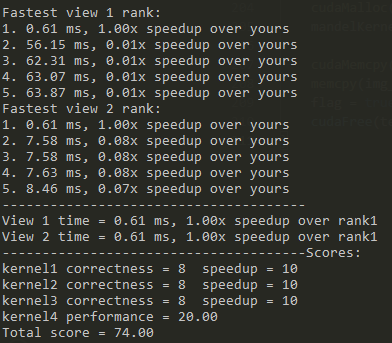 Fastest view 1 rank:
1. 0.61 ms, 1.00x speedup over yours
2. 56.15 ms, 0.01x speedup over yours
3. 62.31 ms, 0.01x speedup over yours
4. 63.07 ms, 0.01x speedup over yours
5. 63.87 ms, 0.01x speedup over yours
Fastest view 2 rank:
1. 0.61 ms, 1.00x speedup over yours
2. 7.58 ms, 0.08x speedup over yours
3. 7.58 ms, 0.08x speedup over yours
4. 7.63 ms, 0.08x speedup over yours
5. 8.46 ms, 0.07x speedup over yours
-------------------------------------
View 1 time = 0.61 ms, 1.00x speedup over rank1
View 2 time = 0.61 ms, 1.00x speedup over rank1
-------------------------------------Scores:
kernel1 correctness = 8  speedup = 10
kernel2 correctness = 8  speedup = 10
kernel3 correctness = 8  speedup = 10
kernel4 performance = 20.00
Total score = 74.00